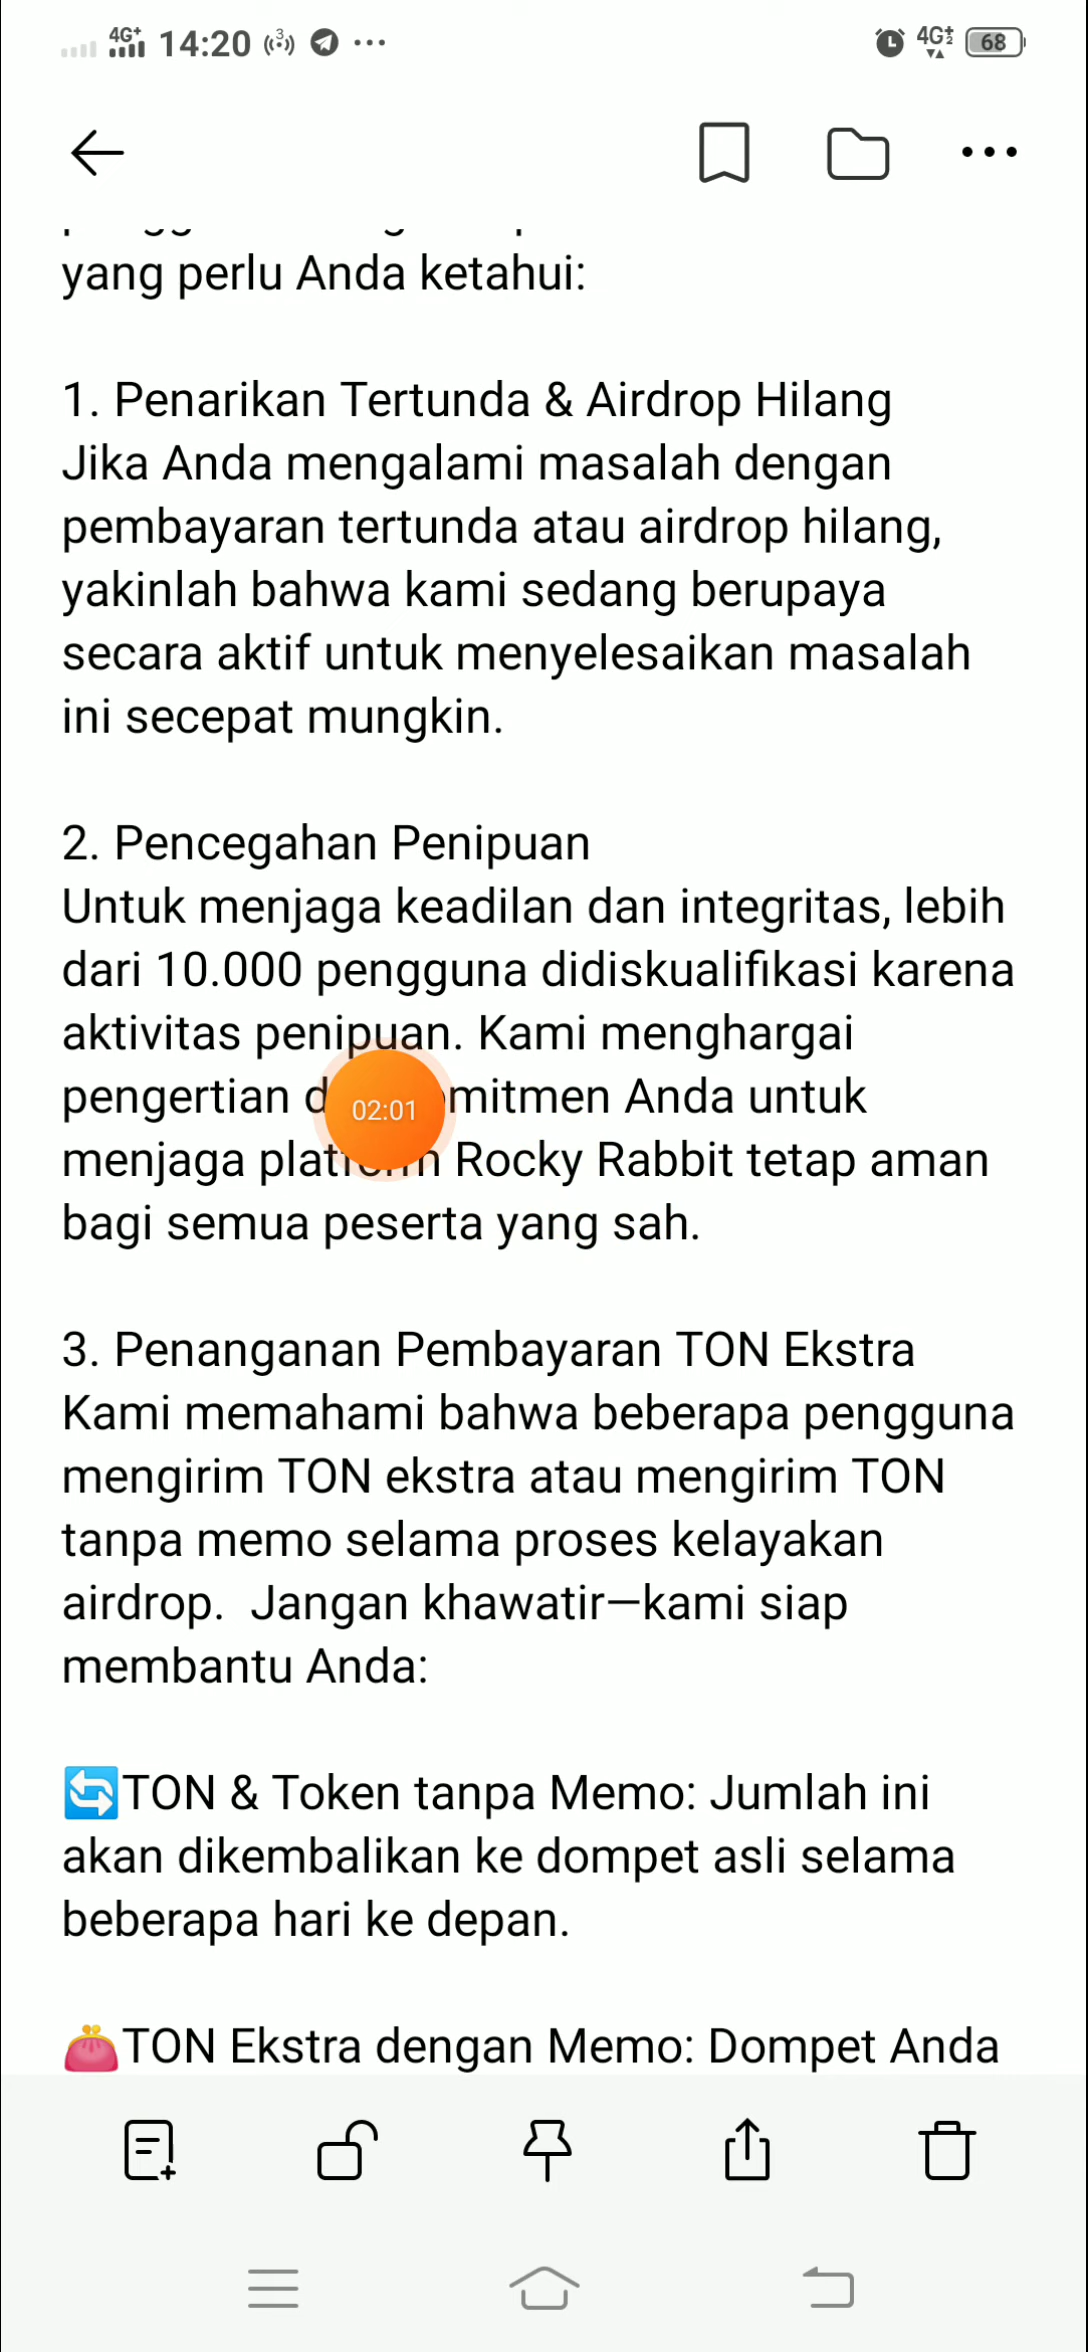 4G+ 14:20 3
4G 2 68
yang perlu Anda ketahui:
1. Penarikan Tertunda & Airdrop Hilang
Jika Anda mengalami masalah dengan
pembayaran tertunda atau airdrop hilang,
yakinlah bahwa kami sedang berupaya
secara aktif untuk menyelesaikan masalah
ini secepat mungkin.
2. Pencegahan Penipuan
Untuk menjaga keadilan dan integritas, lebih
dari 10.000 pengguna didiskualifikasi karena
aktivitas penipuan. Kami menghargai
pengertian Anda untuk
02:01
menjaga Rocky Rabbit tetap aman
bagi semua peserta yang sah.
3. Penanganan Pembayaran TON Ekstra
Kami memahami bahwa beberapa pengguna
mengirim TON ekstra atau mengirim TON
tanpa memo selama proses kelayakan
airdrop. Jangan khawatir—kami siap
membantu Anda:
TON & Token tanpa Memo: Jumlah ini
akan dikembalikan ke dompet asli selama
beberapa hari ke depan.
TON Ekstra dengan Memo: Dompet Anda